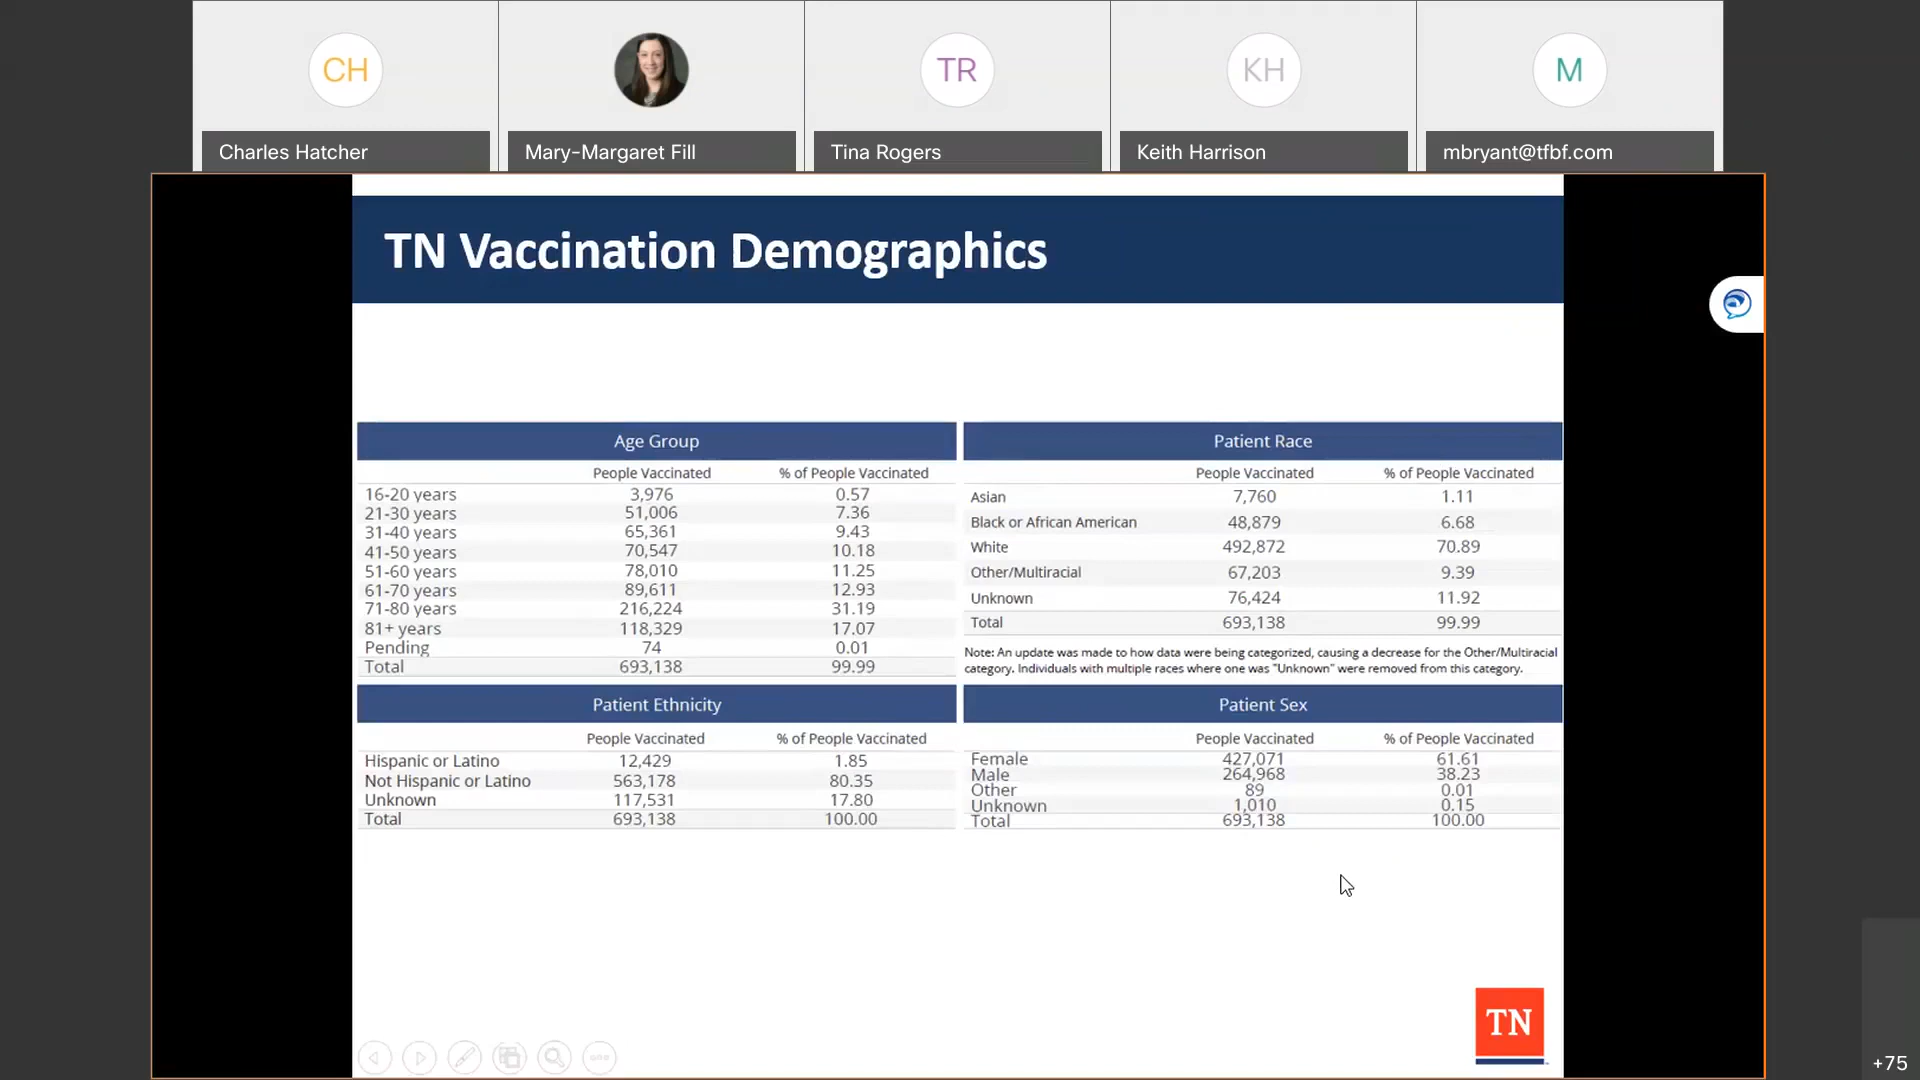 CH
TR
KH
M
Charles Hatcher
Mary-Margaret Fill
Tina Rogers
Keith Harrison
mbryant@tfbf.com
TN Vaccination Demographics
Age Group
People Vaccinated % of People Vaccinated
16-20 years 3,976 0.57
21-30 years 51,006 7.36
31-40 years 65,361 9.43
41-50 years 70,547 10.18
51-60 years 78,010 11.25
61-70 years 89,611 12.93
71-80 years 216,224 31.19
81+ years 118,329 17.07
Pending 74 0.01
Total 693,138 99.99
Patient Race
People Vaccinated % of People Vaccinated
Asian 7,760 1.11
Black or African American 48,879 6.68
White 492,872 70.89
Other/Multiracial 67,203 9.39
Unknown 76,424 11.92
Total 693,138 99.99
Note: An update was made to how data were being categorized, causing a decrease for the Other/Multiracial
category. Individuals with multiple races where one was "Unknown" were removed from this category.
Patient Ethnicity
People Vaccinated % of People Vaccinated
Hispanic or Latino 12,429 1.85
Not Hispanic or Latino 563,178 80.35
Unknown 117,531 17.80
Total 693,138 100.00
Patient Sex
People Vaccinated % of People Vaccinated
Female 427,071 61.61
Male 264,968 38.23
Other 89 0.01
Unknown 1,010 0.15
Total 693,138 100.00
TN
+75